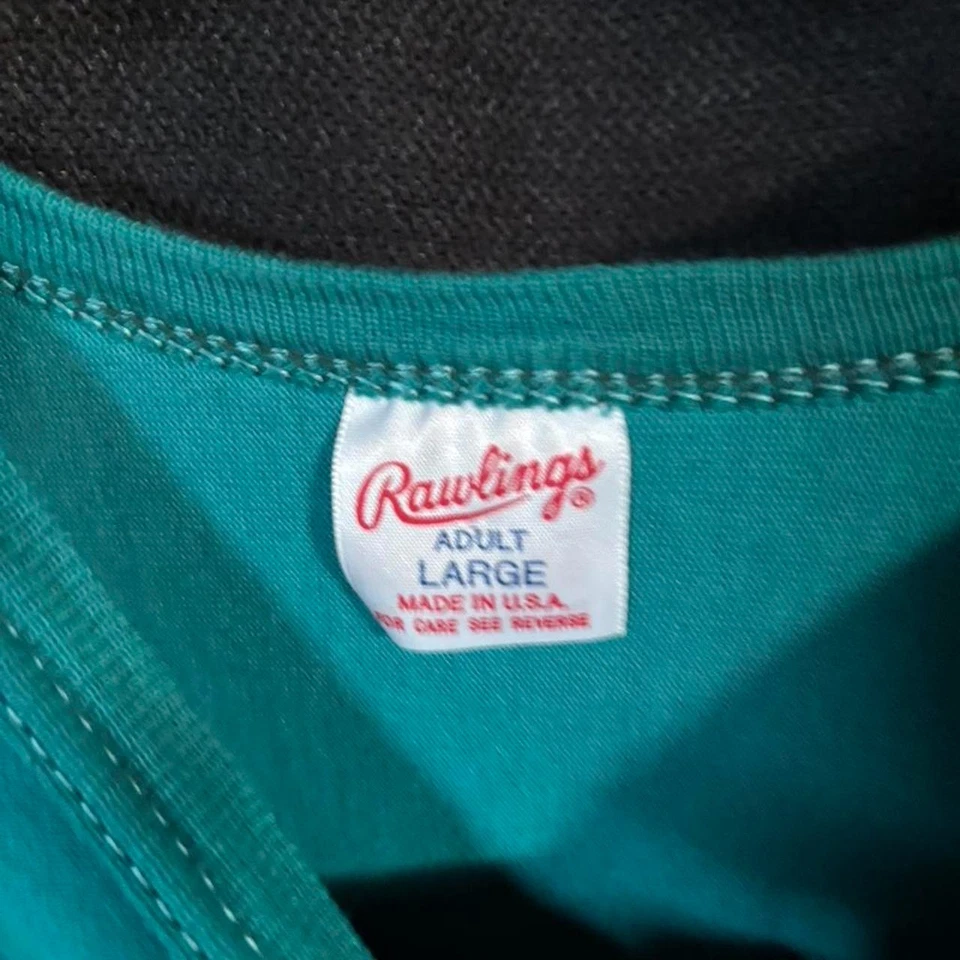 Rawlings®
ADULT
LARGE
MADE IN U.S.A.
FOR CARE SEE REVERSE